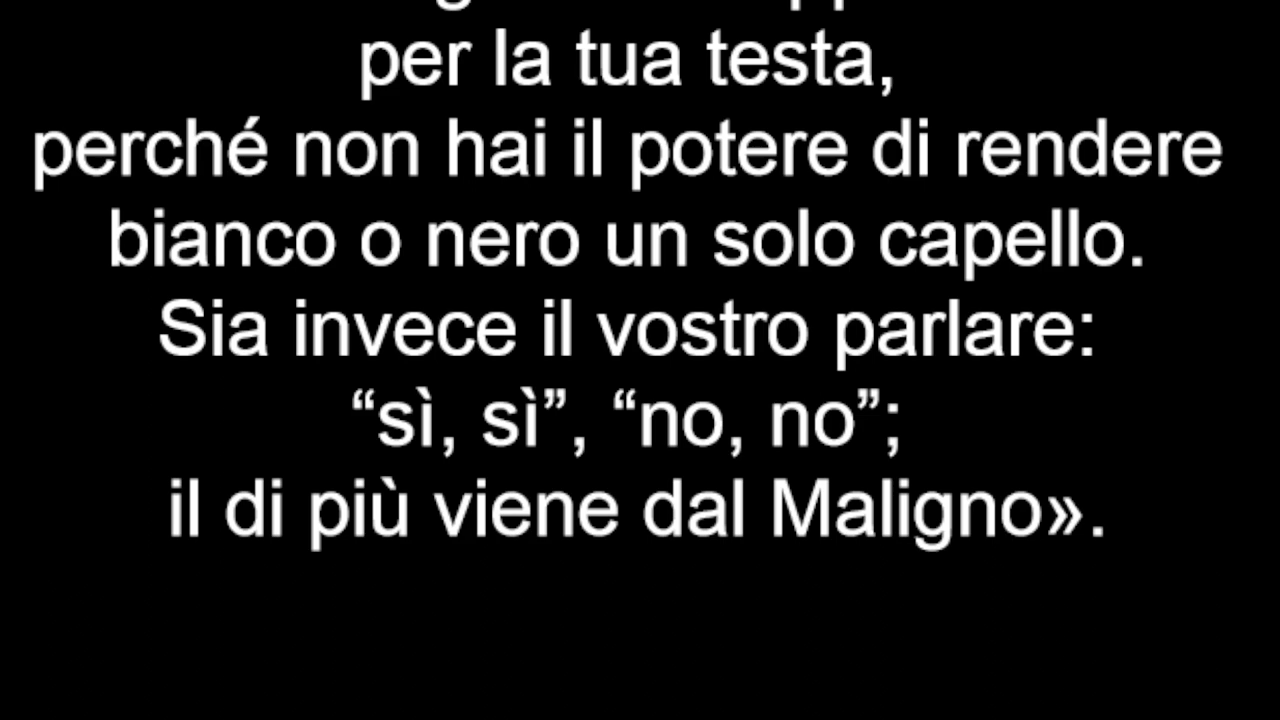 per la tua testa,
perché non hai il potere di rendere
bianco o nero un solo capello.
Sia invece il vostro parlare:
“sì, sì”, “no, no”;
il di più viene dal Maligno».